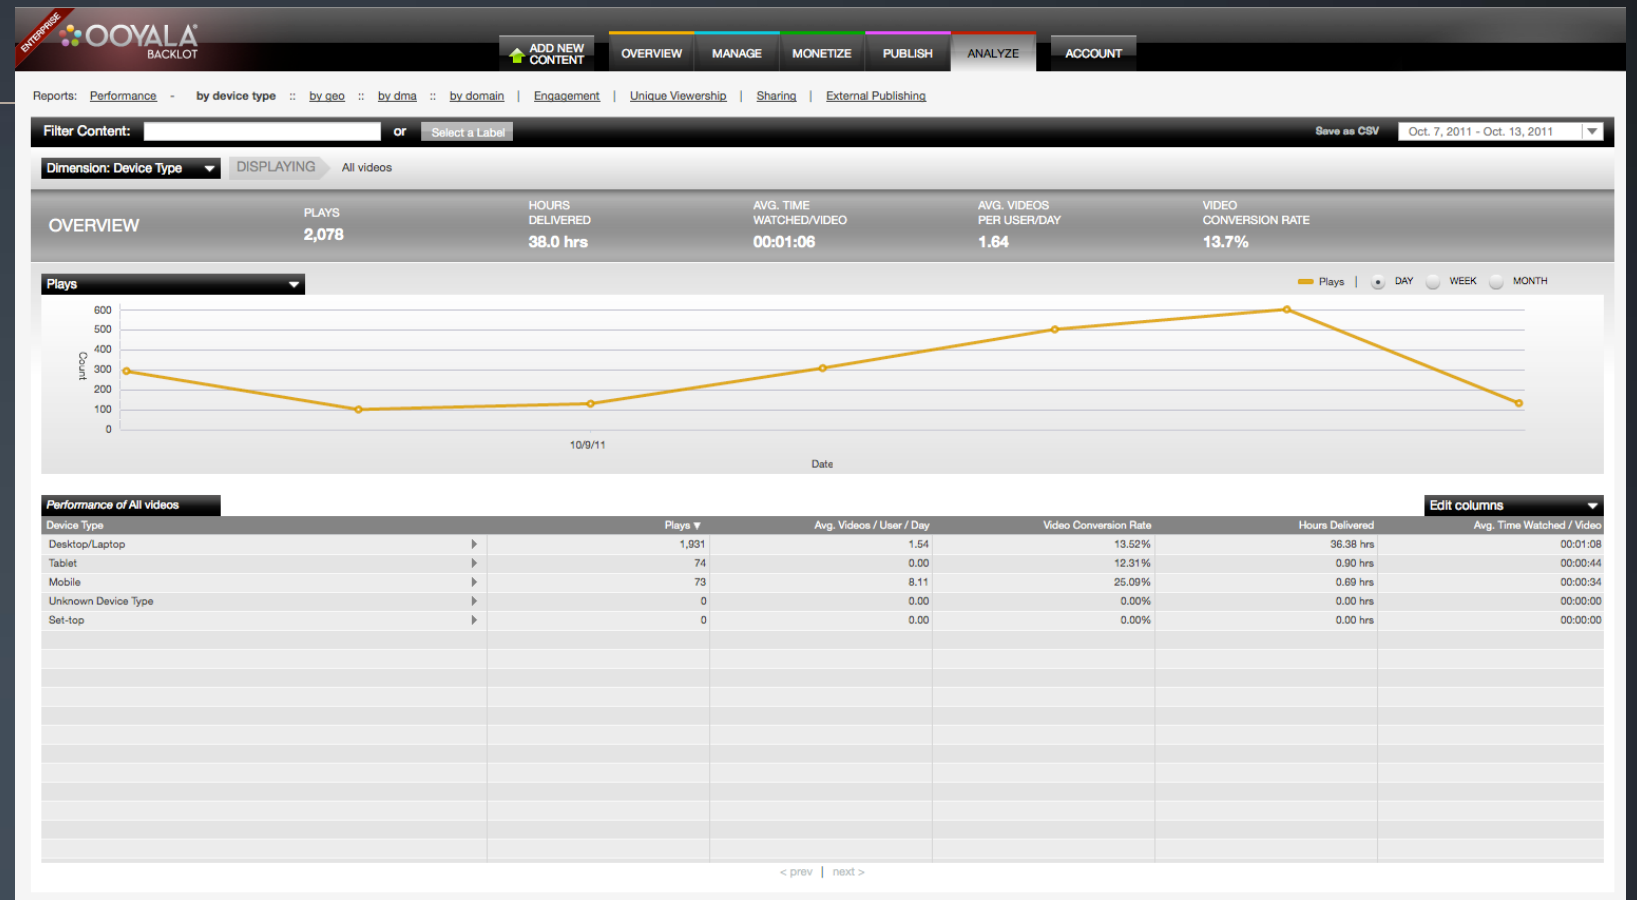 ENTERPRISE
OOYALA
BACKLOT
ADD NEW
CONTENT
OVERVIEW MANAGE MONETIZE PUBLISH ANALYZE ACCOUNT
Reports: Performance - by device type :: by geo :: by dma :: by domain | Engagement | Unique Viewership | Sharing | External Publishing
Filter Content: or Select a Label Save as CSV Oct. 7, 2011 - Oct. 13, 2011
Dimension: Device Type DISPLAYING All videos
OVERVIEW
PLAYS
2,078
HOURS
DELIVERED
38.0 hrs
AVG. TIME
WATCHED/VIDEO
00:01:06
AVG. VIDEOS
PER USER/DAY
1.64
VIDEO
CONVERSION RATE
13.7%
Plays
Plays | DAY WEEK MONTH
600
500
400
300
200
100
0
Count
10/9/11
Date
Performance of All videos
Edit columns
Device Type Plays ▼ Avg. Videos / User / Day Video Conversion Rate Hours Delivered Avg. Time Watched / Video
Desktop/Laptop 1,931 1.54 13.52% 36.38 hrs 00:01:08
Tablet 74 0.00 12.31% 0.90 hrs 00:00:44
Mobile 73 8.11 25.09% 0.69 hrs 00:00:34
Unknown Device Type 0 0.00 0.00% 0.00 hrs 00:00:00
Set-top 0 0.00 0.00% 0.00 hrs 00:00:00
< prev | next >